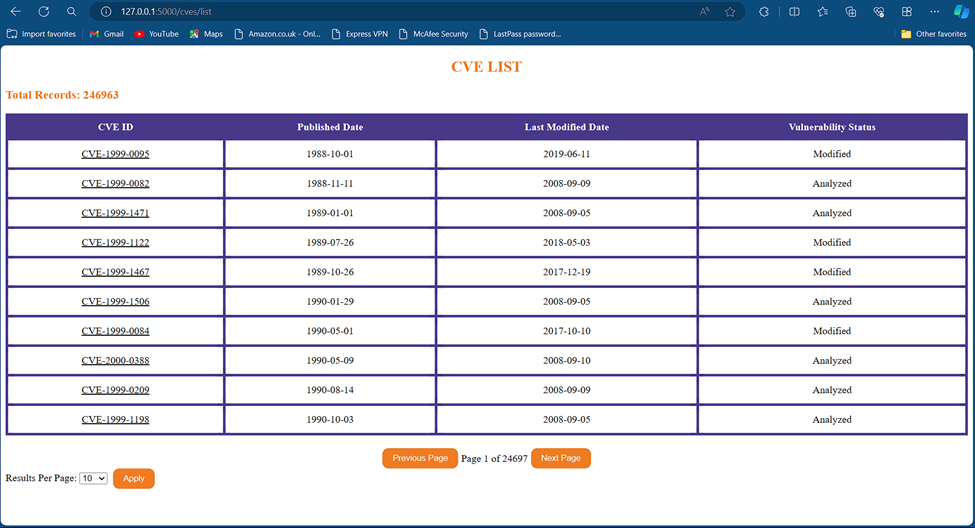 127.0.0.1:5000/cves/list
Import favorites Gmail YouTube Maps Amazon.co.uk - Onl... Express VPN McAfee Security LastPass password... Other favorites
CVE LIST
Total Records: 246963
CVE ID Published Date Last Modified Date Vulnerability Status
CVE-1999-0095 1988-10-01 2019-06-11 Modified
CVE-1999-0082 1988-11-11 2008-09-09 Analyzed
CVE-1999-1471 1989-01-01 2008-09-05 Analyzed
CVE-1999-1122 1989-07-26 2018-05-03 Modified
CVE-1999-1467 1989-10-26 2017-12-19 Modified
CVE-1999-1506 1990-01-29 2008-09-05 Analyzed
CVE-1999-0084 1990-05-01 2017-10-10 Modified
CVE-2000-0388 1990-05-09 2008-09-10 Analyzed
CVE-1999-0209 1990-08-14 2008-09-09 Analyzed
CVE-1999-1198 1990-10-03 2008-09-05 Analyzed
Previous Page Page 1 of 24697 Next Page
Results Per Page: 10 Apply